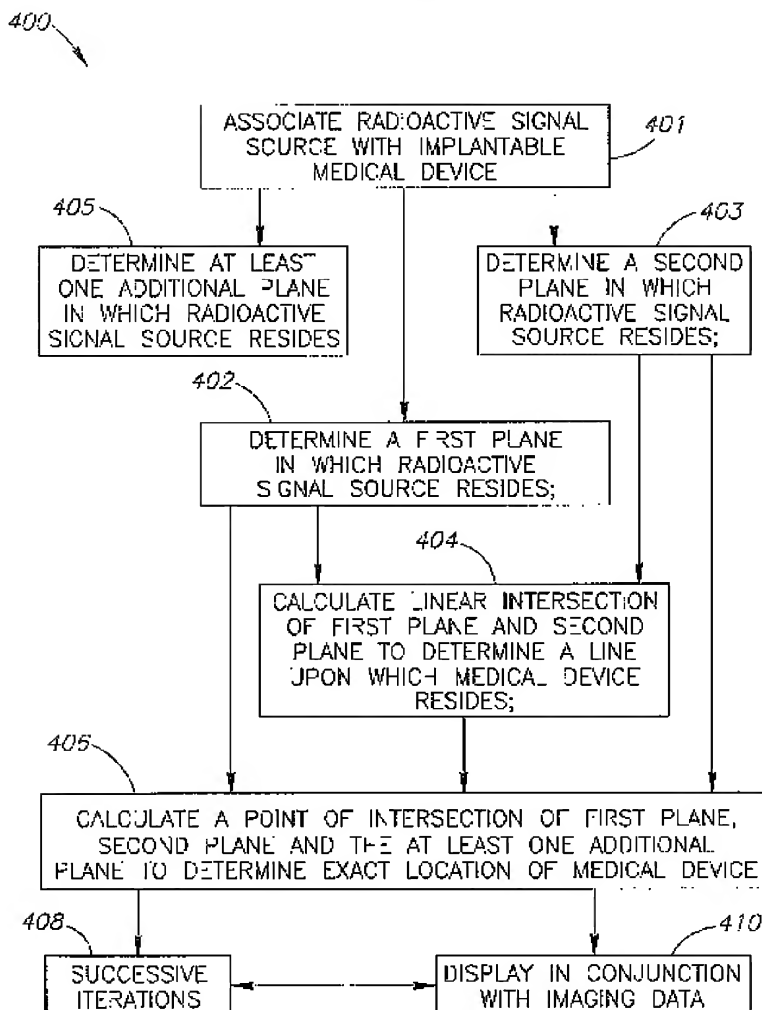 400
ASSOCIATE RADIOACTIVE SIGNAL
SOURCE WITH IMPLANTABLE
MEDICAL DEVICE
401
405
403
DETERMINE AT LEAST
ONE ADDITIONAL PLANE
IN WHICH RADIOACTIVE
SIGNAL SOURCE RESIDES
DETERMINE A SECOND
PLANE IN WHICH
RADIOACTIVE SIGNAL
SOURCE RESIDES;
402
DETERMINE A FIRST PLANE
IN WHICH RADIOACTIVE
SIGNAL SOURCE RESIDES;
404
CALCULATE LINEAR INTERSECTION
OF FIRST PLANE AND SECOND
PLANE TO DETERMINE A LINE
UPON WHICH MEDICAL DEVICE
RESIDES;
406
CALCULATE A POINT OF INTERSECTION OF FIRST PLANE,
SECOND PLANE AND THE AT LEAST ONE ADDITIONAL
PLANE TO DETERMINE EXACT LOCATION OF MEDICAL DEVICE
408
410
SUCCESSIVE
ITERATIONS
DISPLAY IN CONJUNCTION
WITH IMAGING DATA